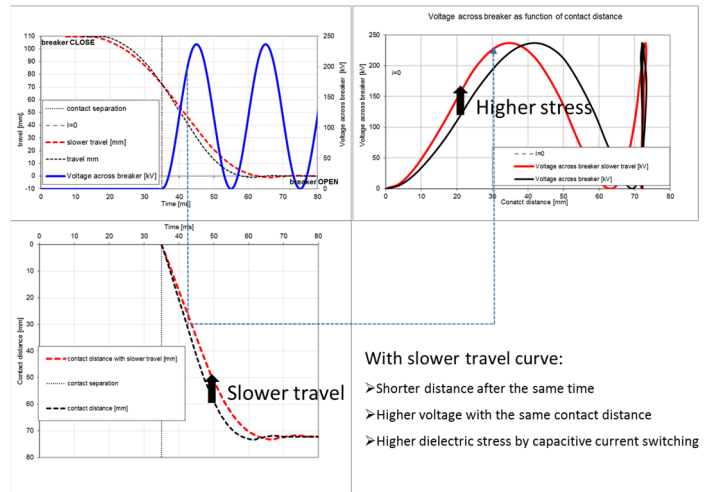 Voltage across breaker as function of contact distance
breaker CLOSE
110
100
90
80
70
60
50
40
30
20
10
0
-10
travel [mm],
250
200
150
100
50
0
Voltage across breaker [kV]
contact separation
I=0
slower travel [mm]
travel mm
Voltage across breaker [kV]
breaker OPEN
0 10 20 30 40 50 60 70 80
Time [ms]
250
200
150
100
50
0
Voltage across breaker [kV]
i=0
Higher stress
I=0
Voltage across breaker slower travel [kV]
Voltage across breaker [kV]
0 10 20 30 40 50 60 70 80
Conatct distance [mm]
Time [ms]
0 10 20 30 40 50 60 70 80
0
10
20
30
40
50
60
70
80
Contact distance [mm]
contact distance with slower travel [mm]
contact separation
contact distance [mm]
Slower travel
With slower travel curve:
➤Shorter distance after the same time
➤Higher voltage with the same contact distance
➤Higher dielectric stress by capacitive current switching